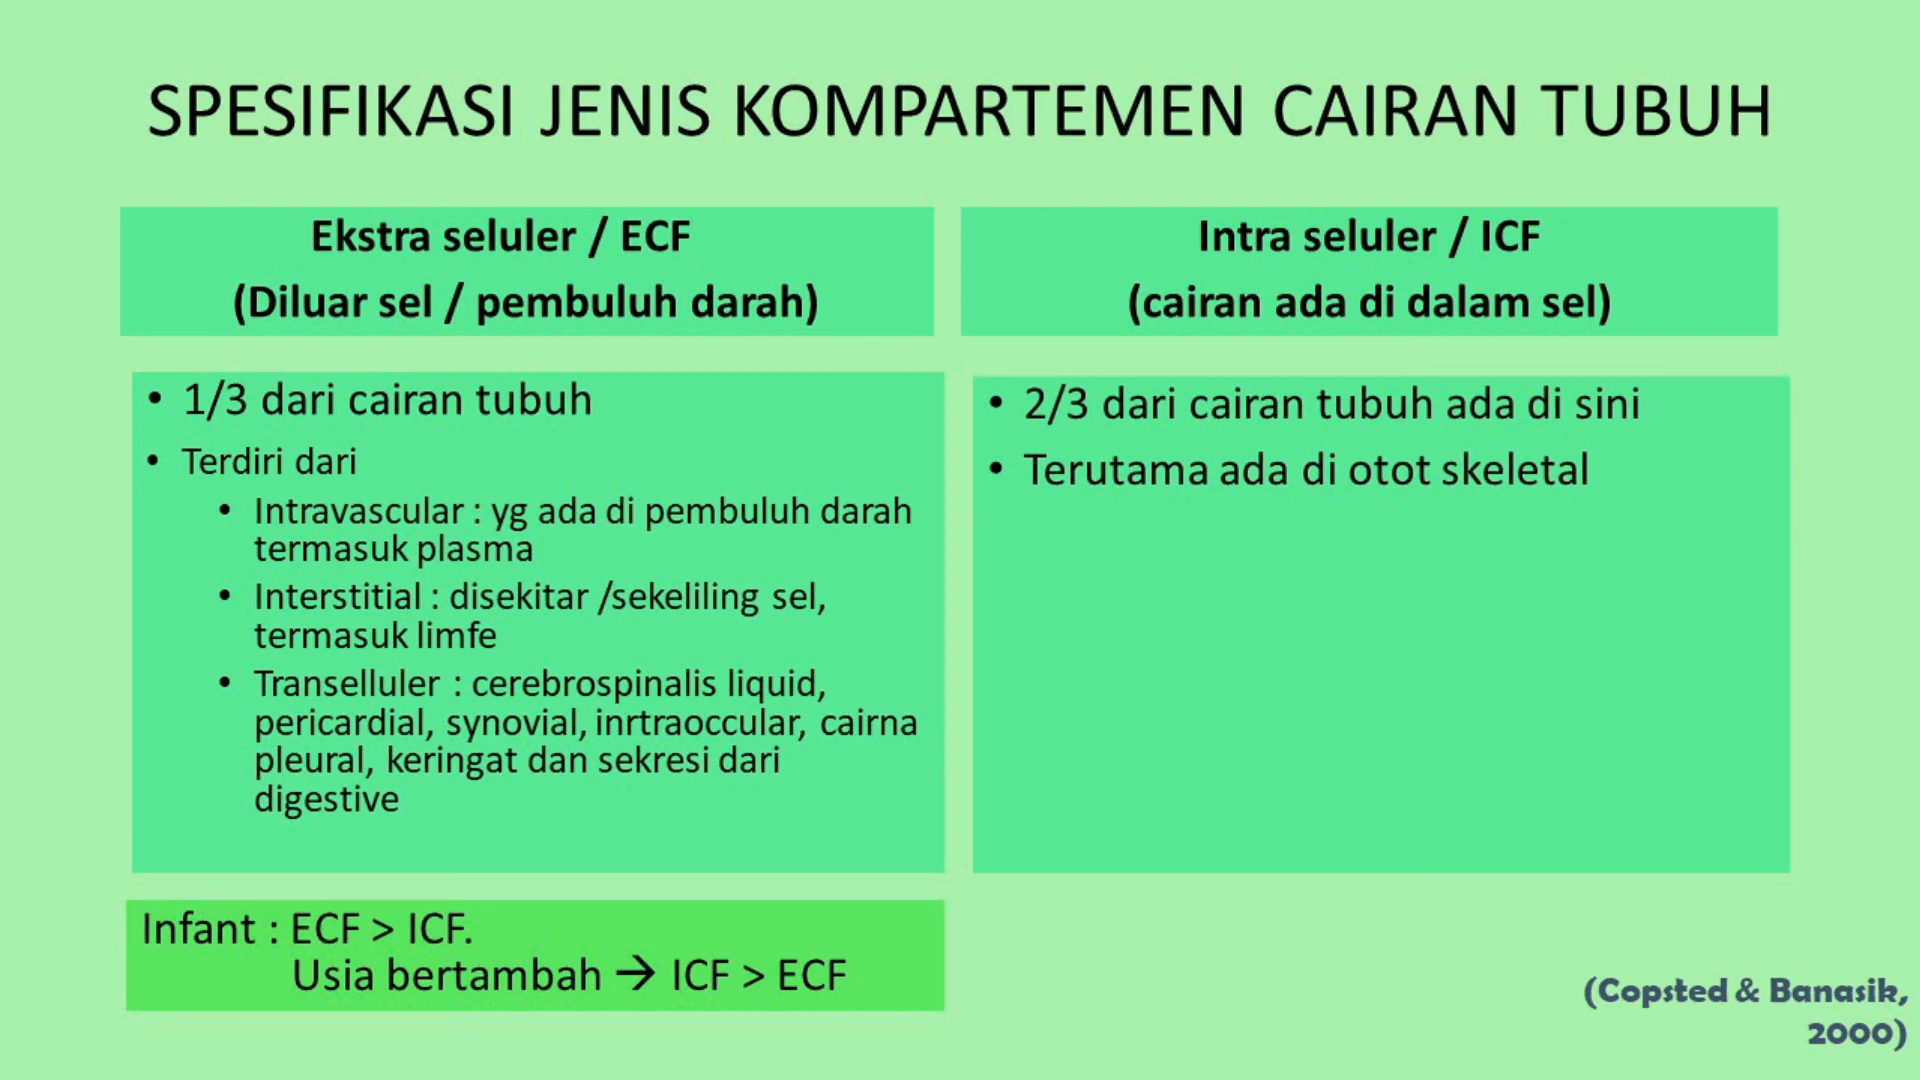 SPESIFIKASI JENIS KOMPARTEMEN CAIRAN TUBUH
Ekstra seluler / ECF
(Diluar sel / pembuluh darah)
• 1/3 dari cairan tubuh
• Terdiri dari
• Intravascular : yg ada di pembuluh darah
termasuk plasma
• Interstitial : disekitar /sekeliling sel,
termasuk limfe
• Transelluler : cerebrospinalis liquid,
pericardial, synovial, inrtraoccular, cairna
pleural, keringat dan sekresi dari
digestive
Intra seluler / ICF
(cairan ada di dalam sel)
• 2/3 dari cairan tubuh ada di sini
• Terutama ada di otot skeletal
Infant : ECF > ICF.
Usia bertambah → ICF > ECF
(Copsted & Banasik,
2000)